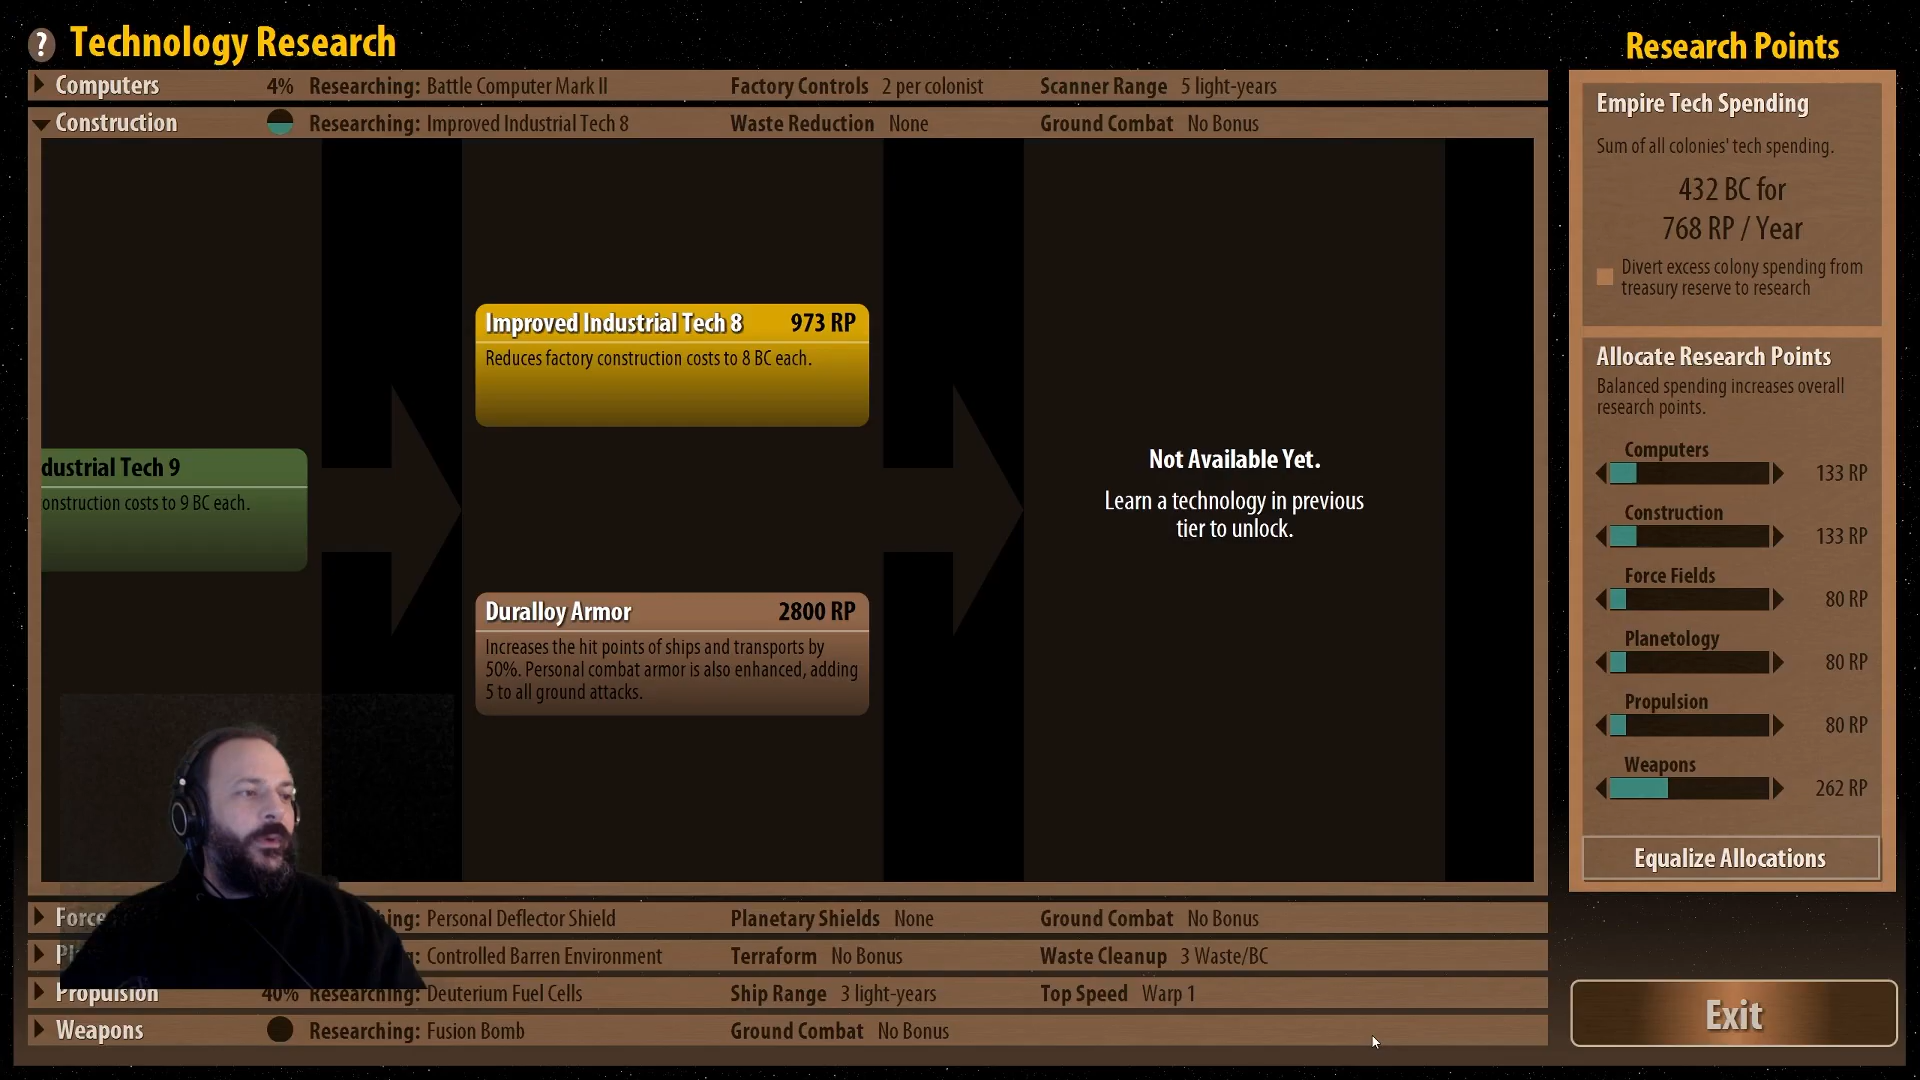 ? Technology Research
Research Points
Computers 4% Researching: Battle Computer Mark II Factory Controls 2 per colonist Scanner Range 5 light-years
Construction Researching: Improved Industrial Tech 8 Waste Reduction None Ground Combat No Bonus
dustrial Tech 9
onstruction costs to 9 BC each.
Improved Industrial Tech 8 973 RP
Reduces factory construction costs to 8 BC each.
Duralloy Armor 2800 RP
Increases the hit points of ships and transports by
50%. Personal combat armor is also enhanced, adding
5 to all ground attacks.
Not Available Yet.
Learn a technology in previous
tier to unlock.
Force Personal Deflector Shield Planetary Shields None Ground Combat No Bonus
Controlled Barren Environment Terraform No Bonus Waste Cleanup 3 Waste/BC
Propulsion 40% Researching: Deuterium Fuel Cells Ship Range 3 light-years Top Speed Warp 1
Weapons Researching: Fusion Bomb Ground Combat No Bonus
Empire Tech Spending
Sum of all colonies' tech spending.
432 BC for
768 RP / Year
Divert excess colony spending from
treasury reserve to research
Allocate Research Points
Balanced spending increases overall
research points.
Computers
133 RP
Construction
133 RP
Force Fields
80 RP
Planetology
80 RP
Propulsion
80 RP
Weapons
262 RP
Equalize Allocations
Exit